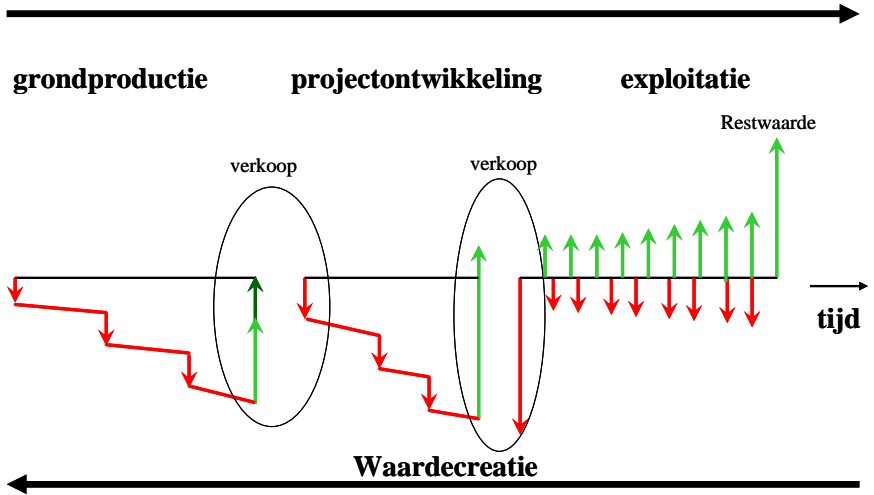 grondproductie
projectontwikkeling
exploitatie
Restwaarde
verkoop
verkoop
tijd
Waardecreatie